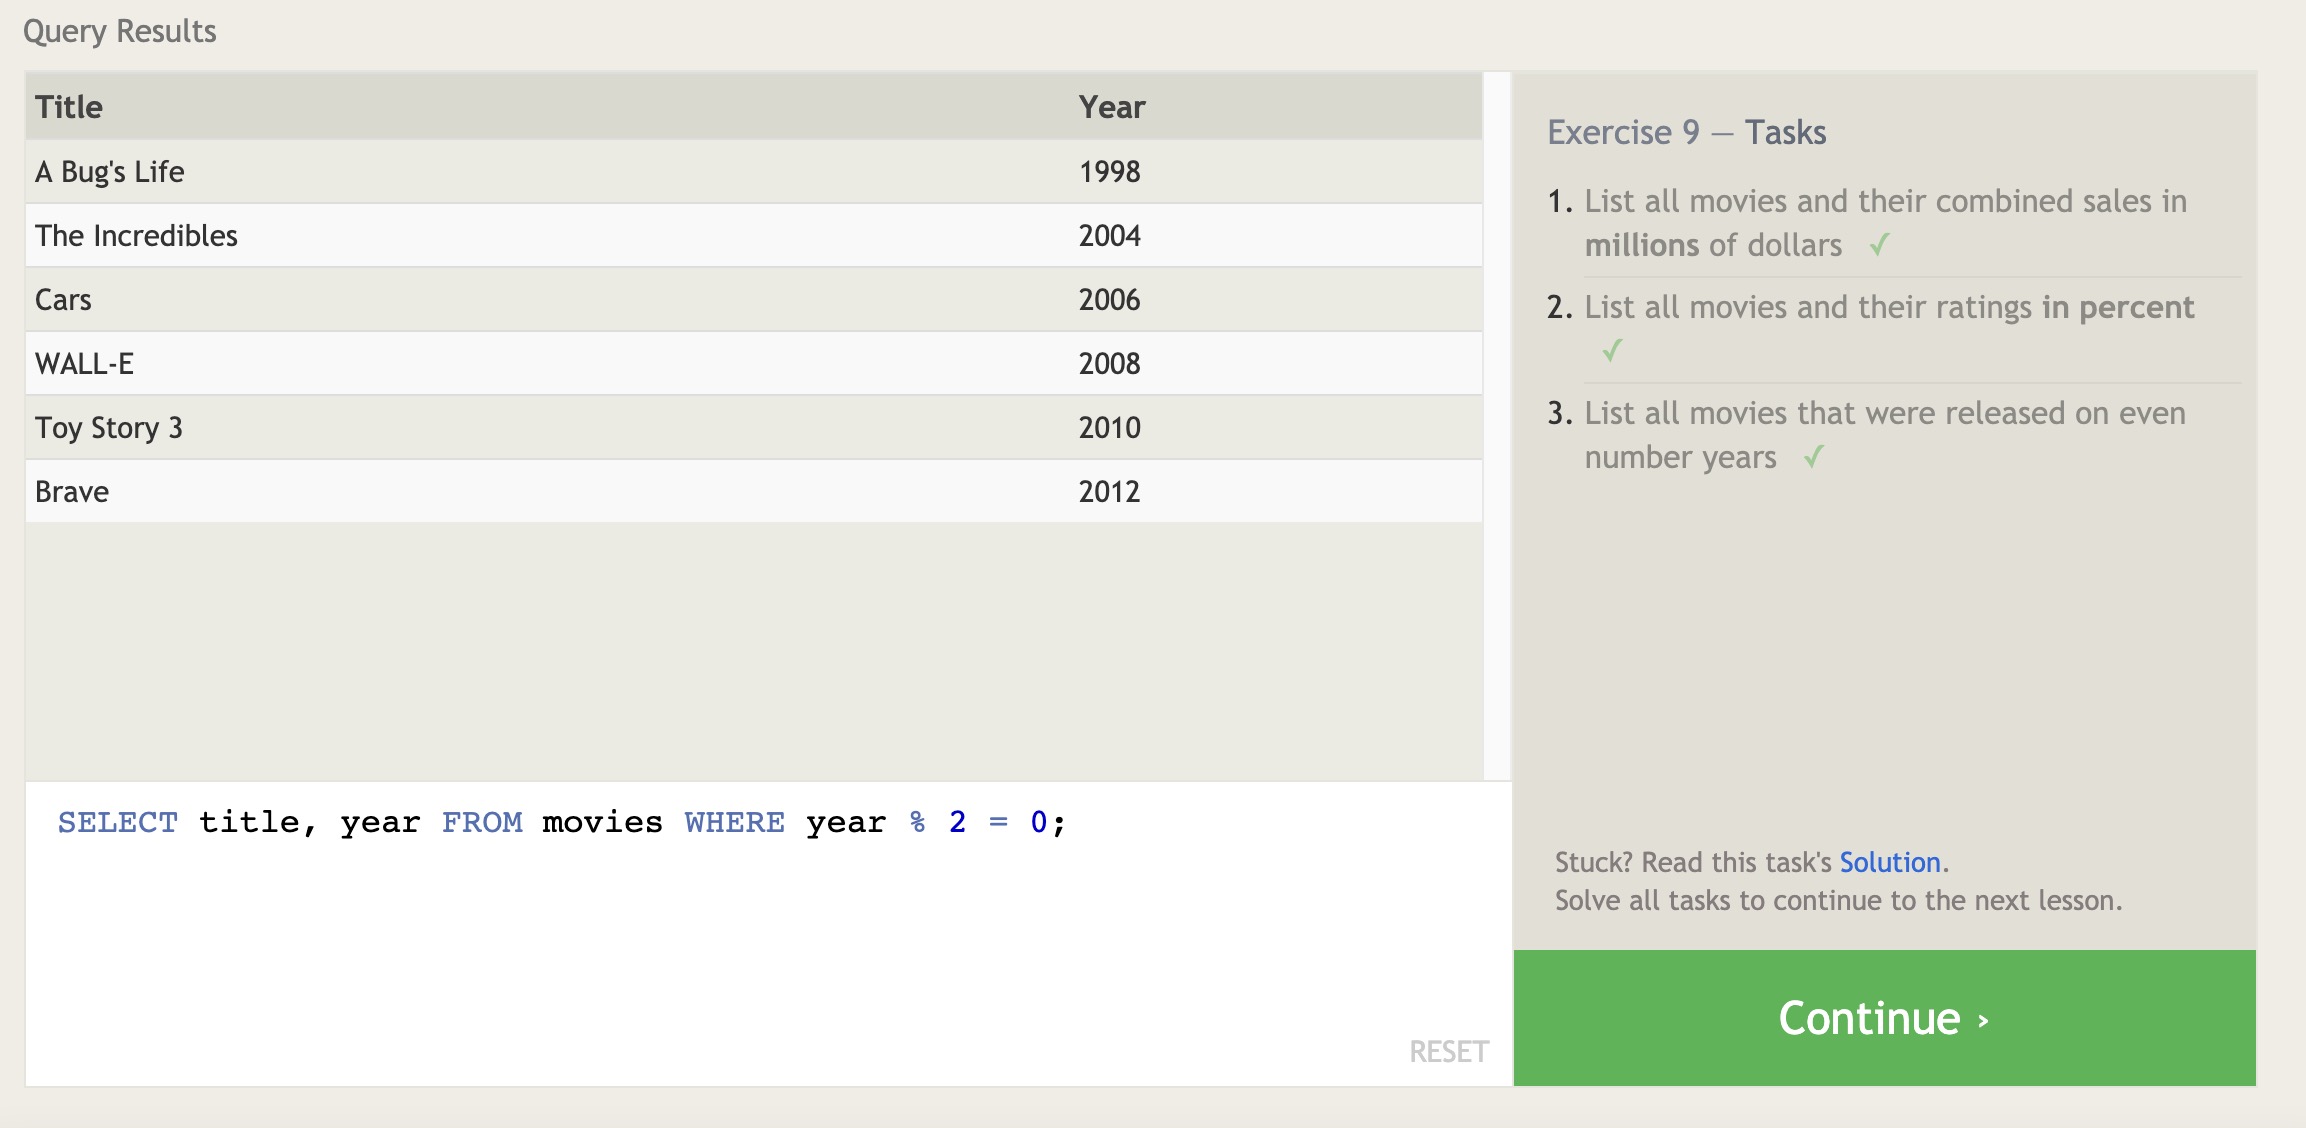 Query Results
Title Year
A Bug's Life 1998
The Incredibles 2004
Cars 2006
WALL-E 2008
Toy Story 3 2010
Brave 2012
SELECT title, year FROM movies WHERE year % 2 = 0;
RESET
Exercise 9 — Tasks
1. List all movies and their combined sales in
millions of dollars ✓
2. List all movies and their ratings in percent
✓
3. List all movies that were released on even
number years ✓
Stuck? Read this task's Solution.
Solve all tasks to continue to the next lesson.
Continue ›